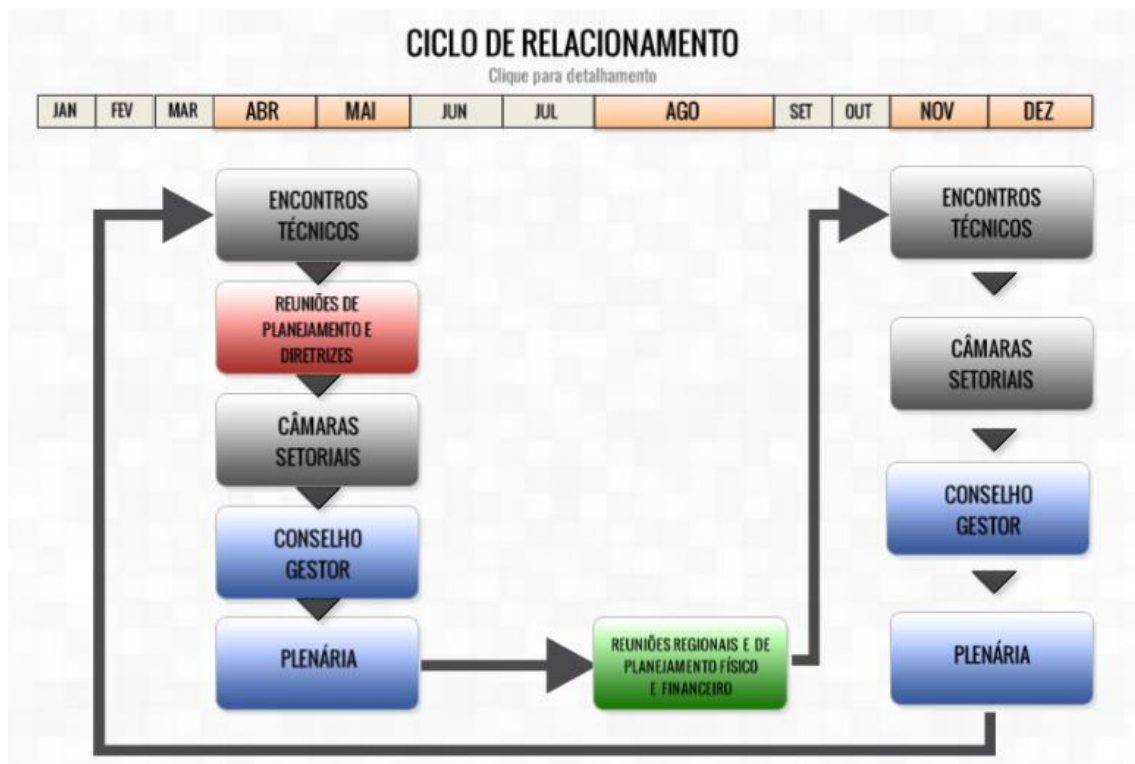 CICLO DE RELACIONAMENTO
Clique para detalhamento
JAN FEV MAR ABR MAI JUN JUL AGO SET OUT NOV DEZ
ENCONTROS
TÉCNICOS
REUNIÕES DE
PLANEJAMENTO E
DIRETRIZES
CÂMARAS
SETORIAIS
CONSELHO
GESTOR
PLENÁRIA
REUNIÕES REGIONAIS E DE
PLANEJAMENTO FÍSICO
E FINANCEIRO
ENCONTROS
TÉCNICOS
CÂMARAS
SETORIAIS
CONSELHO
GESTOR
PLENÁRIA